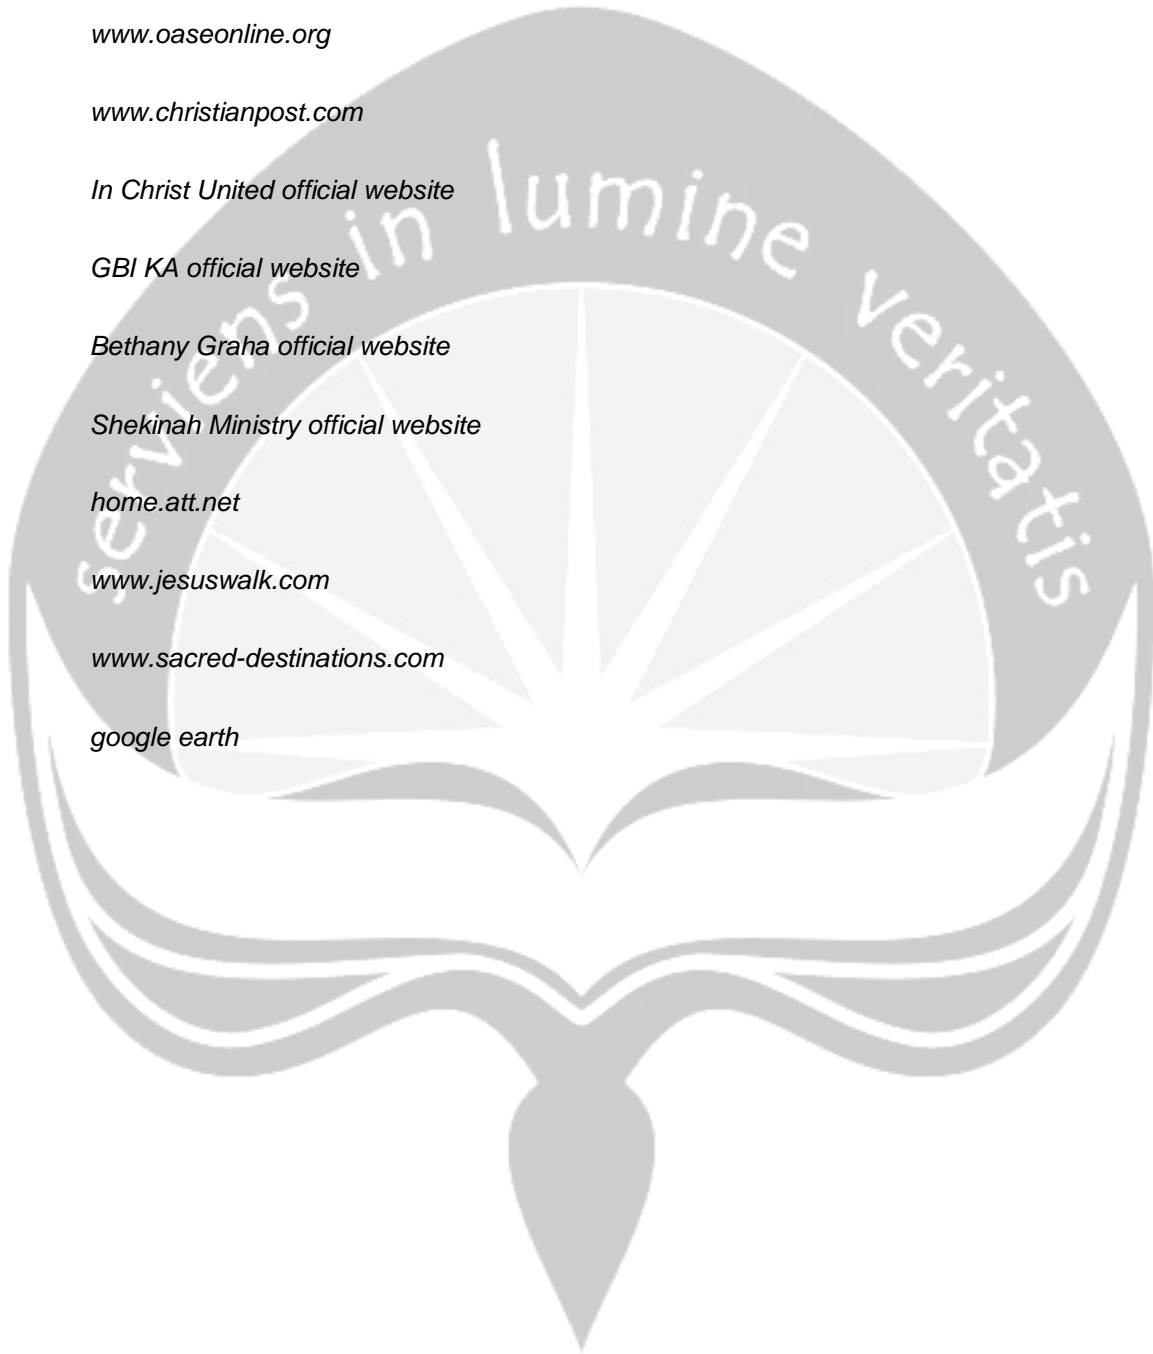 www.oaseonline.org
www.christianpost.com
In Christ United official website
GBI KA official website
Bethany Graha official website
Shekinah Ministry official website
home.att.net
www.jesuswalk.com
www.sacred-destinations.com
google earth
serviens in lumine veritatis